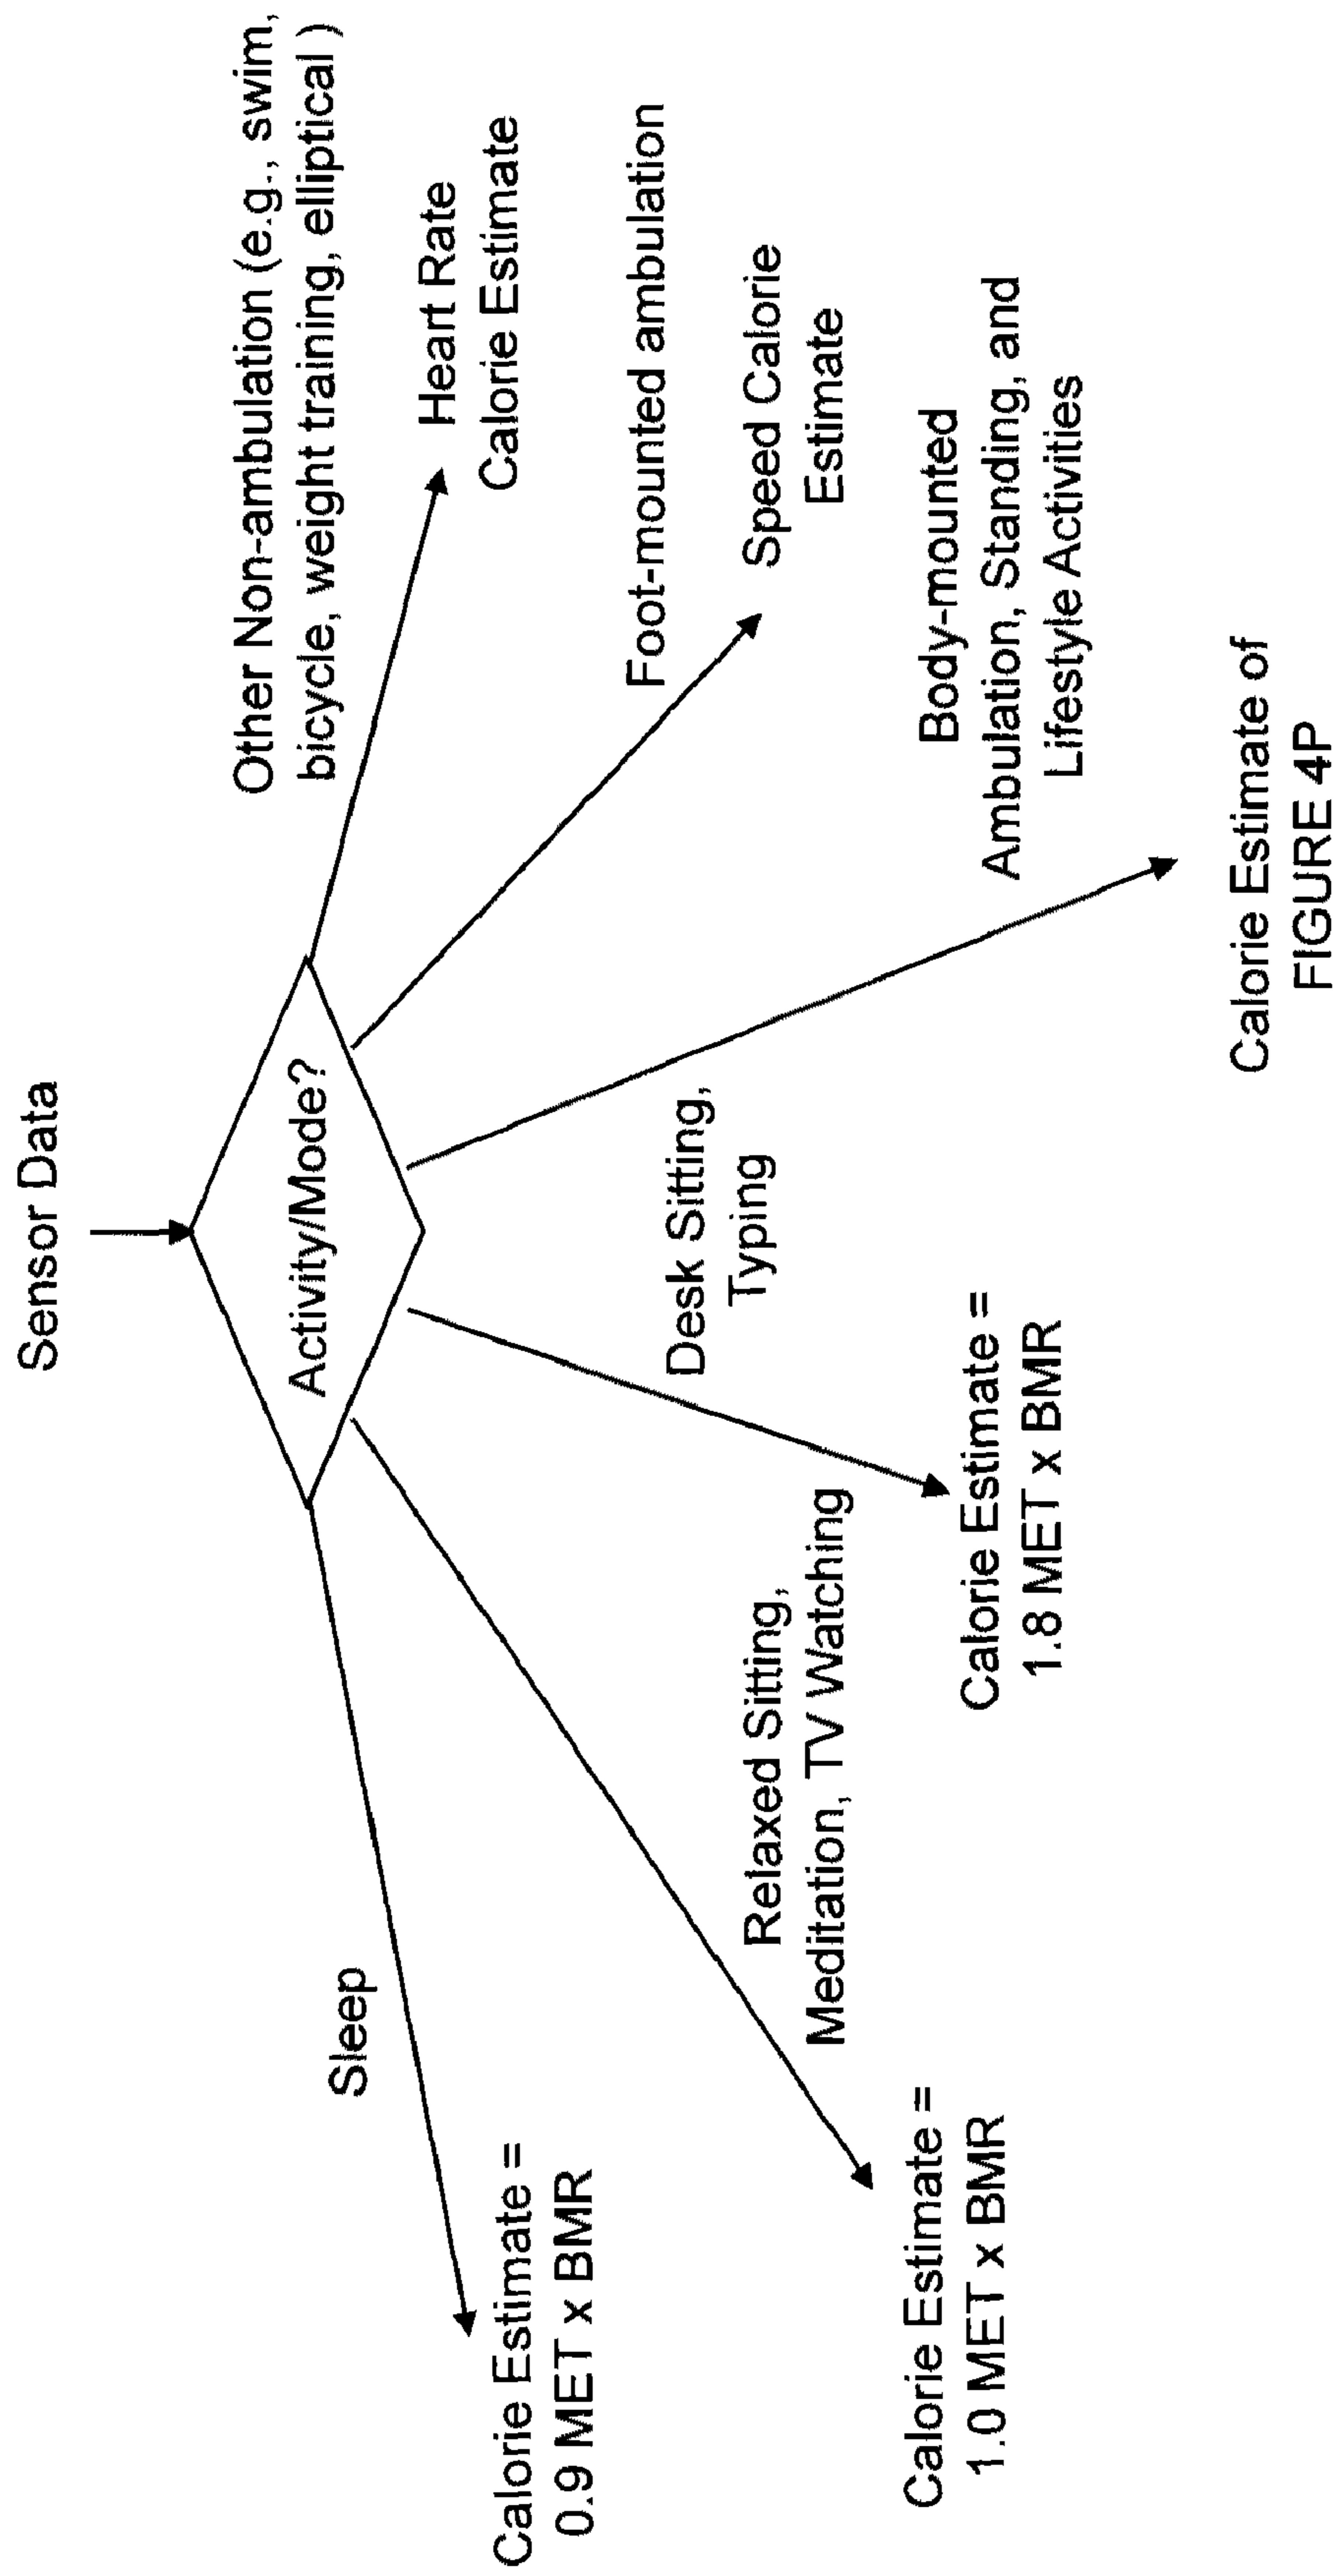 Sensor Data
Activity/Mode?
Sleep
Calorie Estimate =
0.9 MET x BMR
Relaxed Sitting,
Meditation, TV Watching
Calorie Estimate =
1.0 MET x BMR
Desk Sitting,
Typing
Calorie Estimate =
1.8 MET x BMR
Body-mounted
Ambulation, Standing, and
Lifestyle Activities
Calorie Estimate of
FIGURE 4P
Foot-mounted ambulation
Speed Calorie
Estimate
Other Non-ambulation (e.g., swim,
bicycle, weight training, elliptical )
Heart Rate
Calorie Estimate